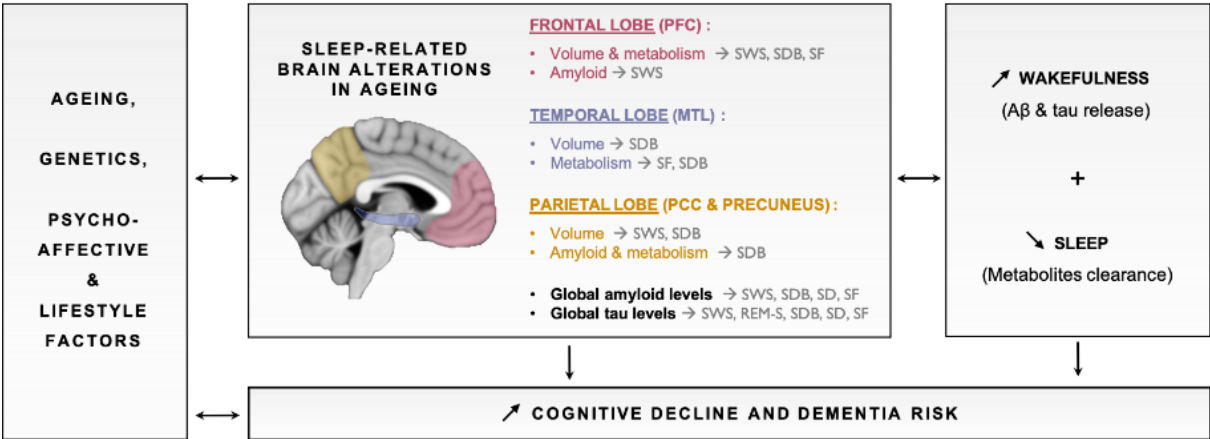 AGEING,
GENETICS,
PSYCHO-
AFFECTIVE
&
LIFESTYLE
FACTORS
SLEEP-RELATED
BRAIN ALTERATIONS
IN AGEING
FRONTAL LOBE (PFC) :
• Volume & metabolism → SWS, SDB, SF
• Amyloid → SWS
TEMPORAL LOBE (MTL) :
• Volume → SDB
• Metabolism → SF, SDB
PARIETAL LOBE (PCC & PRECUNEUS) :
• Volume → SWS, SDB
• Amyloid & metabolism → SDB
• Global amyloid levels → SWS, SDB, SD, SF
• Global tau levels → SWS, REM-S, SDB, SD, SF
↗ WAKEFULNESS
(Aβ & tau release)
+
↘ SLEEP
(Metabolites clearance)
↗ COGNITIVE DECLINE AND DEMENTIA RISK